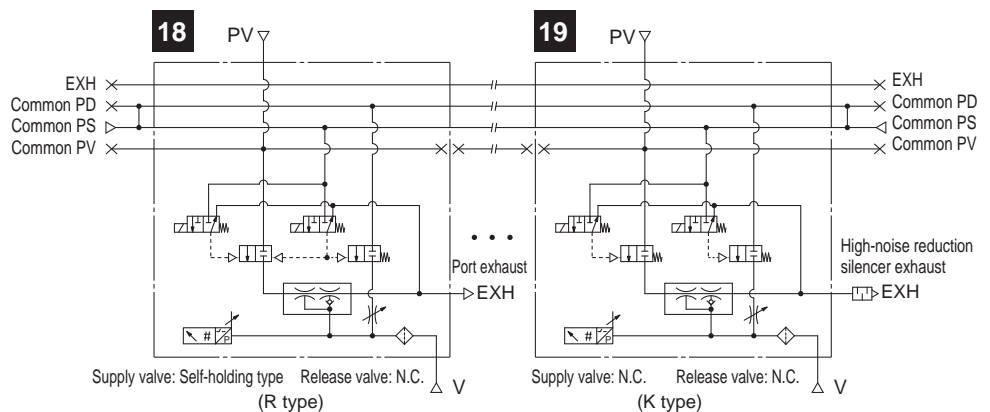 18
PV
19
PV
EXH
EXH
Common PD
Common PD
Common PS
Common PS
Common PV
Common PV
Port exhaust
EXH
High-noise reduction
silencer exhaust
EXH
#
P
#
P
Supply valve: Self-holding type Release valve: N.C.
V
(R type)
Supply valve: N.C. Release valve: N.C.
V
(K type)